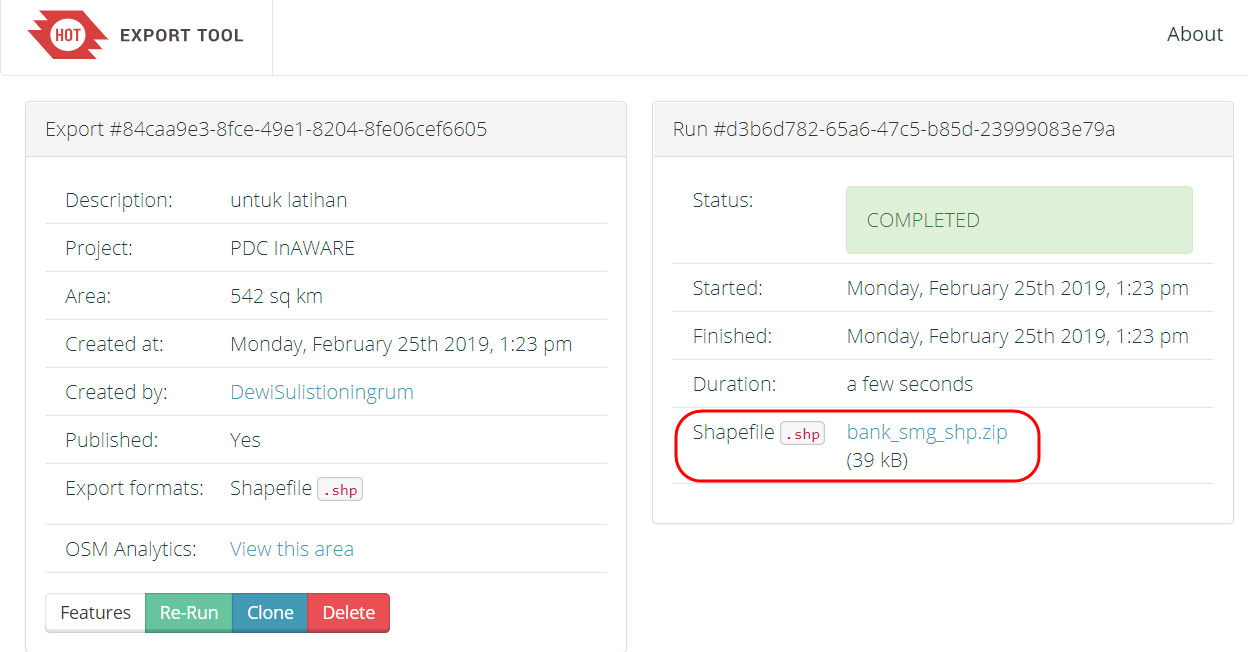 HOT EXPORT TOOL
About
Export #84caa9e3-8fce-49e1-8204-8fe06cef6605
Description: untuk latihan
Project: PDC InAWARE
Area: 542 sq km
Created at: Monday, February 25th 2019, 1:23 pm
Created by: DewiSulistioningrum
Published: Yes
Export formats: Shapefile .shp
OSM Analytics: View this area
Features Re-Run Clone Delete
Run #d3b6d782-65a6-47c5-b85d-23999083e79a
Status: COMPLETED
Started: Monday, February 25th 2019, 1:23 pm
Finished: Monday, February 25th 2019, 1:23 pm
Duration: a few seconds
Shapefile .shp bank_smg_shp.zip
(39 kB)